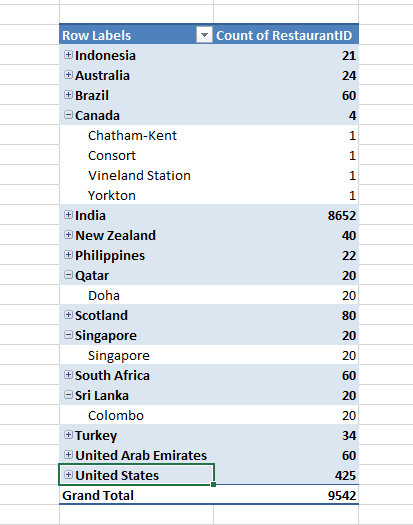 Row Labels Count of RestaurantID
Indonesia 21
Australia 24
Brazil 60
Canada 4
Chatham-Kent 1
Consort 1
Vineland Station 1
Yorkton 1
India 8652
New Zealand 40
Philippines 22
Qatar 20
Doha 20
Scotland 80
Singapore 20
Singapore 20
South Africa 60
Sri Lanka 20
Colombo 20
Turkey 34
United Arab Emirates 60
United States 425
Grand Total 9542